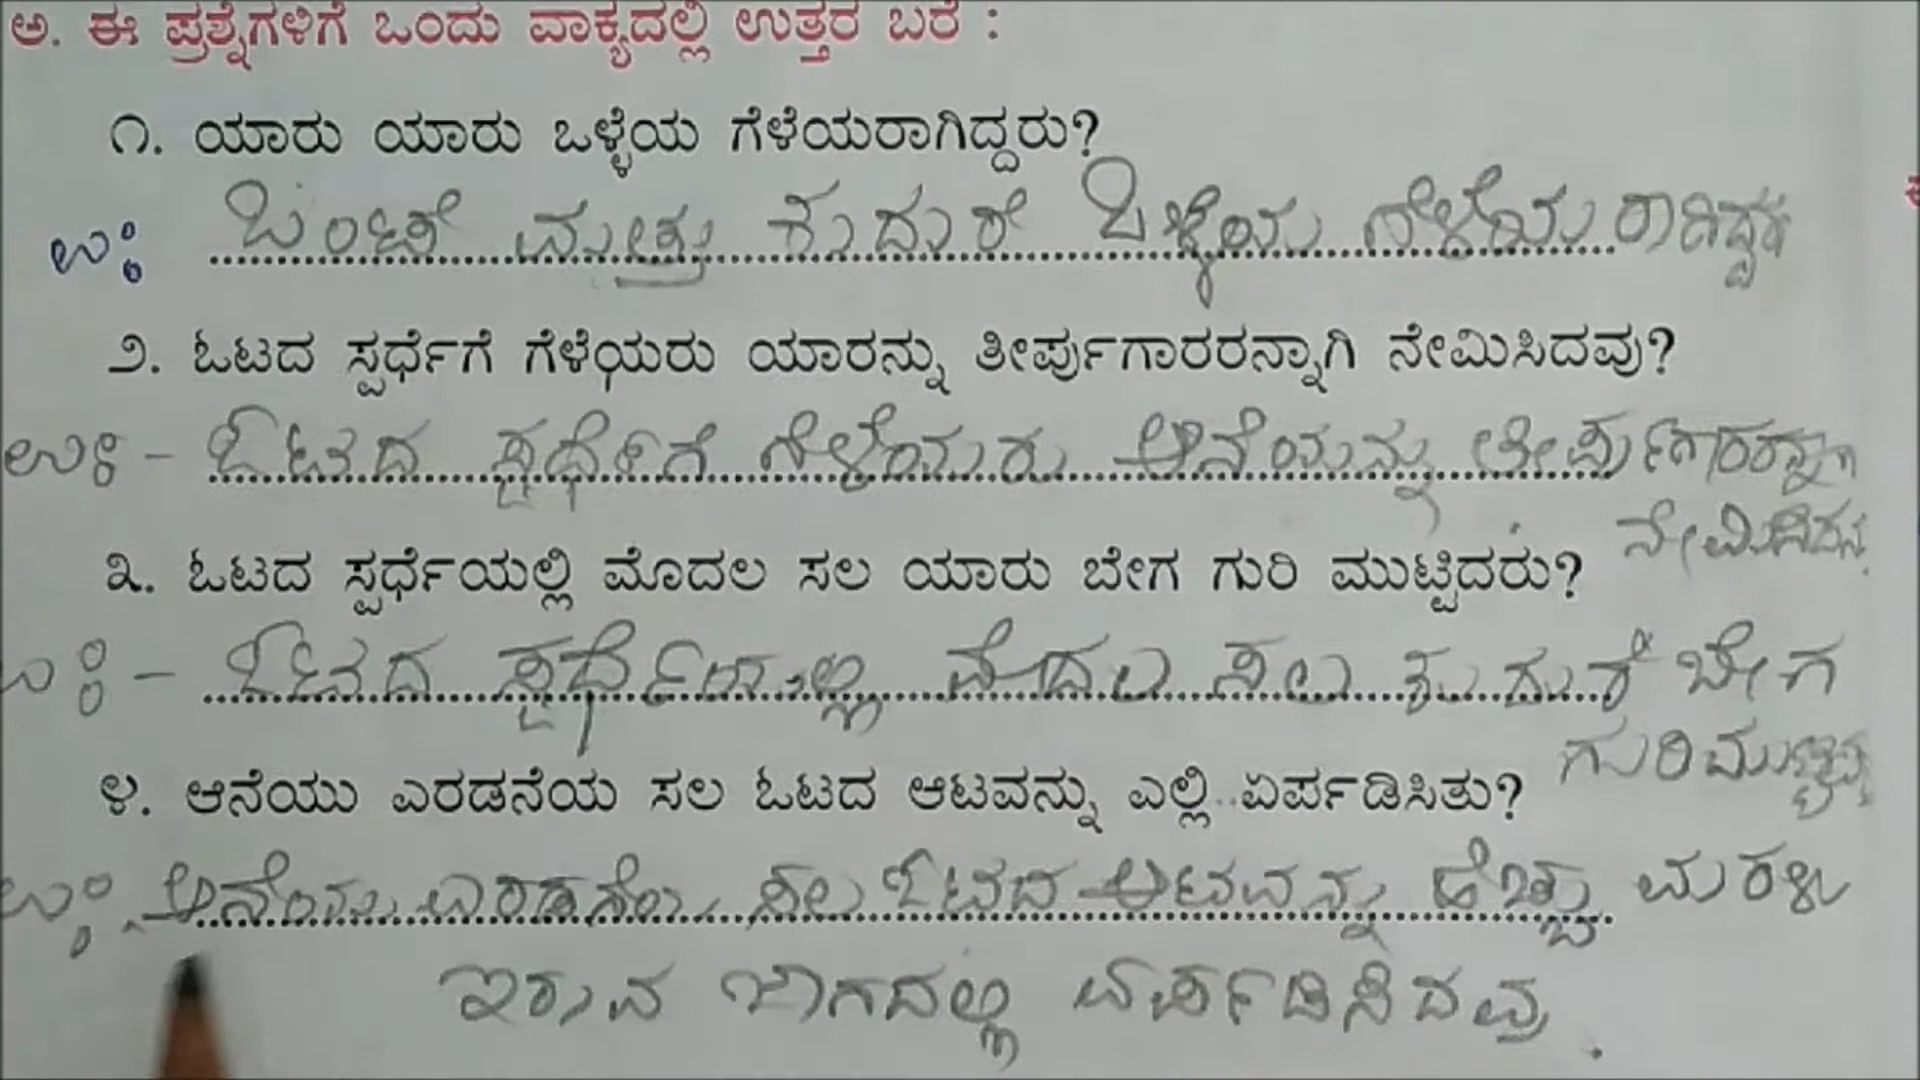 ಅ. ಈ ಪ್ರಶ್ನೆಗಳಿಗೆ ಒಂದು ವಾಕ್ಯದಲ್ಲಿ ಉತ್ತರ ಬರೆ :
೧. ಯಾರು ಯಾರು ಒಳ್ಳೆಯ ಗೆಳೆಯರಾಗಿದ್ದರು?
ಉ: ಒಂಟೆ ಮತ್ತು ಕುದುರೆ ಒಳ್ಳೆಯ ಗೆಳೆಯರಾಗಿದ್ದರು
೨. ಓಟದ ಸ್ಪರ್ಧೆಗೆ ಗೆಳೆಯರು ಯಾರನ್ನು ತೀರ್ಪುಗಾರರನ್ನಾಗಿ ನೇಮಿಸಿದವು?
ಉ: - ಓಟದ ಸ್ಪರ್ಧೆಗೆ ಗೆಳೆಯರು ಆನೆಯನ್ನು ತೀರ್ಪುಗಾರರನ್ನಾಗಿ
೩. ಓಟದ ಸ್ಪರ್ಧೆಯಲ್ಲಿ ಮೊದಲ ಸಲ ಯಾರು ಬೇಗ ಗುರಿ ಮುಟ್ಟಿದರು?
ಉ: - ಓಟದ ಸ್ಪರ್ಧೆಯಲ್ಲಿ ಮೊದಲ ಸಲ ಕುದುರೆ ಬೇಗ
ಗುರಿ
೪. ಆನೆಯು ಎರಡನೆಯ ಸಲ ಓಟದ ಆಟವನ್ನು ಎಲ್ಲಿ ಏರ್ಪಡಿಸಿತು?
ಉ: ಆನೆಯು ಎರಡನೆಯ ಸಲ ಓಟದ ಆಟವನ್ನು ಹೆಚ್ಚು ಮರಳು
ಇರುವ ಜಾಗದಲ್ಲಿ ಏರ್ಪಡಿಸಿದವು.